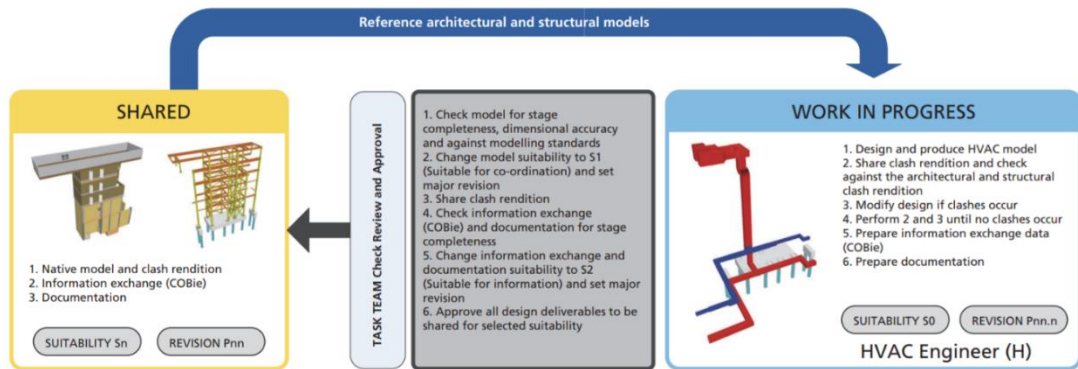 Reference architectural and structural models
SHARED
1. Native model and clash rendition
2. Information exchange (COBie)
3. Documentation
SUITABILITY Sn
REVISION Pnn
TASK TEAM Check Review and Approval
1. Check model for stage
completeness, dimensional accuracy
and against modelling standards
2. Change model suitability to S1
(Suitable for co-ordination) and set
major revision
3. Share clash rendition
4. Check information exchange
(COBie) and documentation for stage
completeness
5. Change information exchange and
documentation suitability to S2
(Suitable for information) and set
major revision
6. Approve all design deliverables to be
shared for selected suitability
WORK IN PROGRESS
1. Design and produce HVAC model
2. Share clash rendition and check
against the architectural and structural
clash rendition
3. Modify design if clashes occur
4. Perform 2 and 3 until no clashes occur
5. Prepare information exchange data
(COBie)
6. Prepare documentation
SUITABILITY S0
REVISION Pnn.n
HVAC Engineer (H)